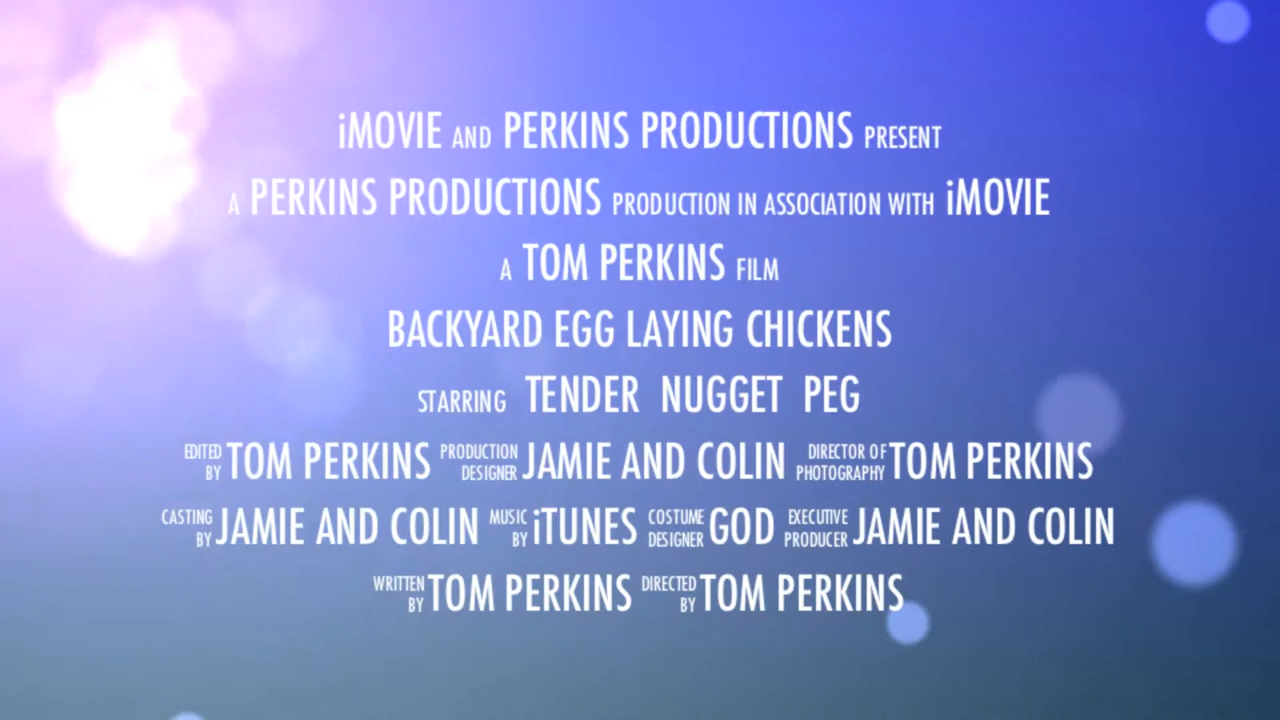 iMOVIE AND PERKINS PRODUCTIONS PRESENT
A PERKINS PRODUCTIONS PRODUCTION IN ASSOCIATION WITH iMOVIE
A TOM PERKINS FILM
BACKYARD EGG LAYING CHICKENS
STARRING TENDER NUGGET PEG
EDITED BY TOM PERKINS PRODUCTION DESIGNER JAMIE AND COLIN DIRECTOR OF PHOTOGRAPHY TOM PERKINS
CASTING BY JAMIE AND COLIN MUSIC BY iTUNES COSTUME DESIGNER GOD EXECUTIVE PRODUCER JAMIE AND COLIN
WRITTEN BY TOM PERKINS DIRECTED BY TOM PERKINS